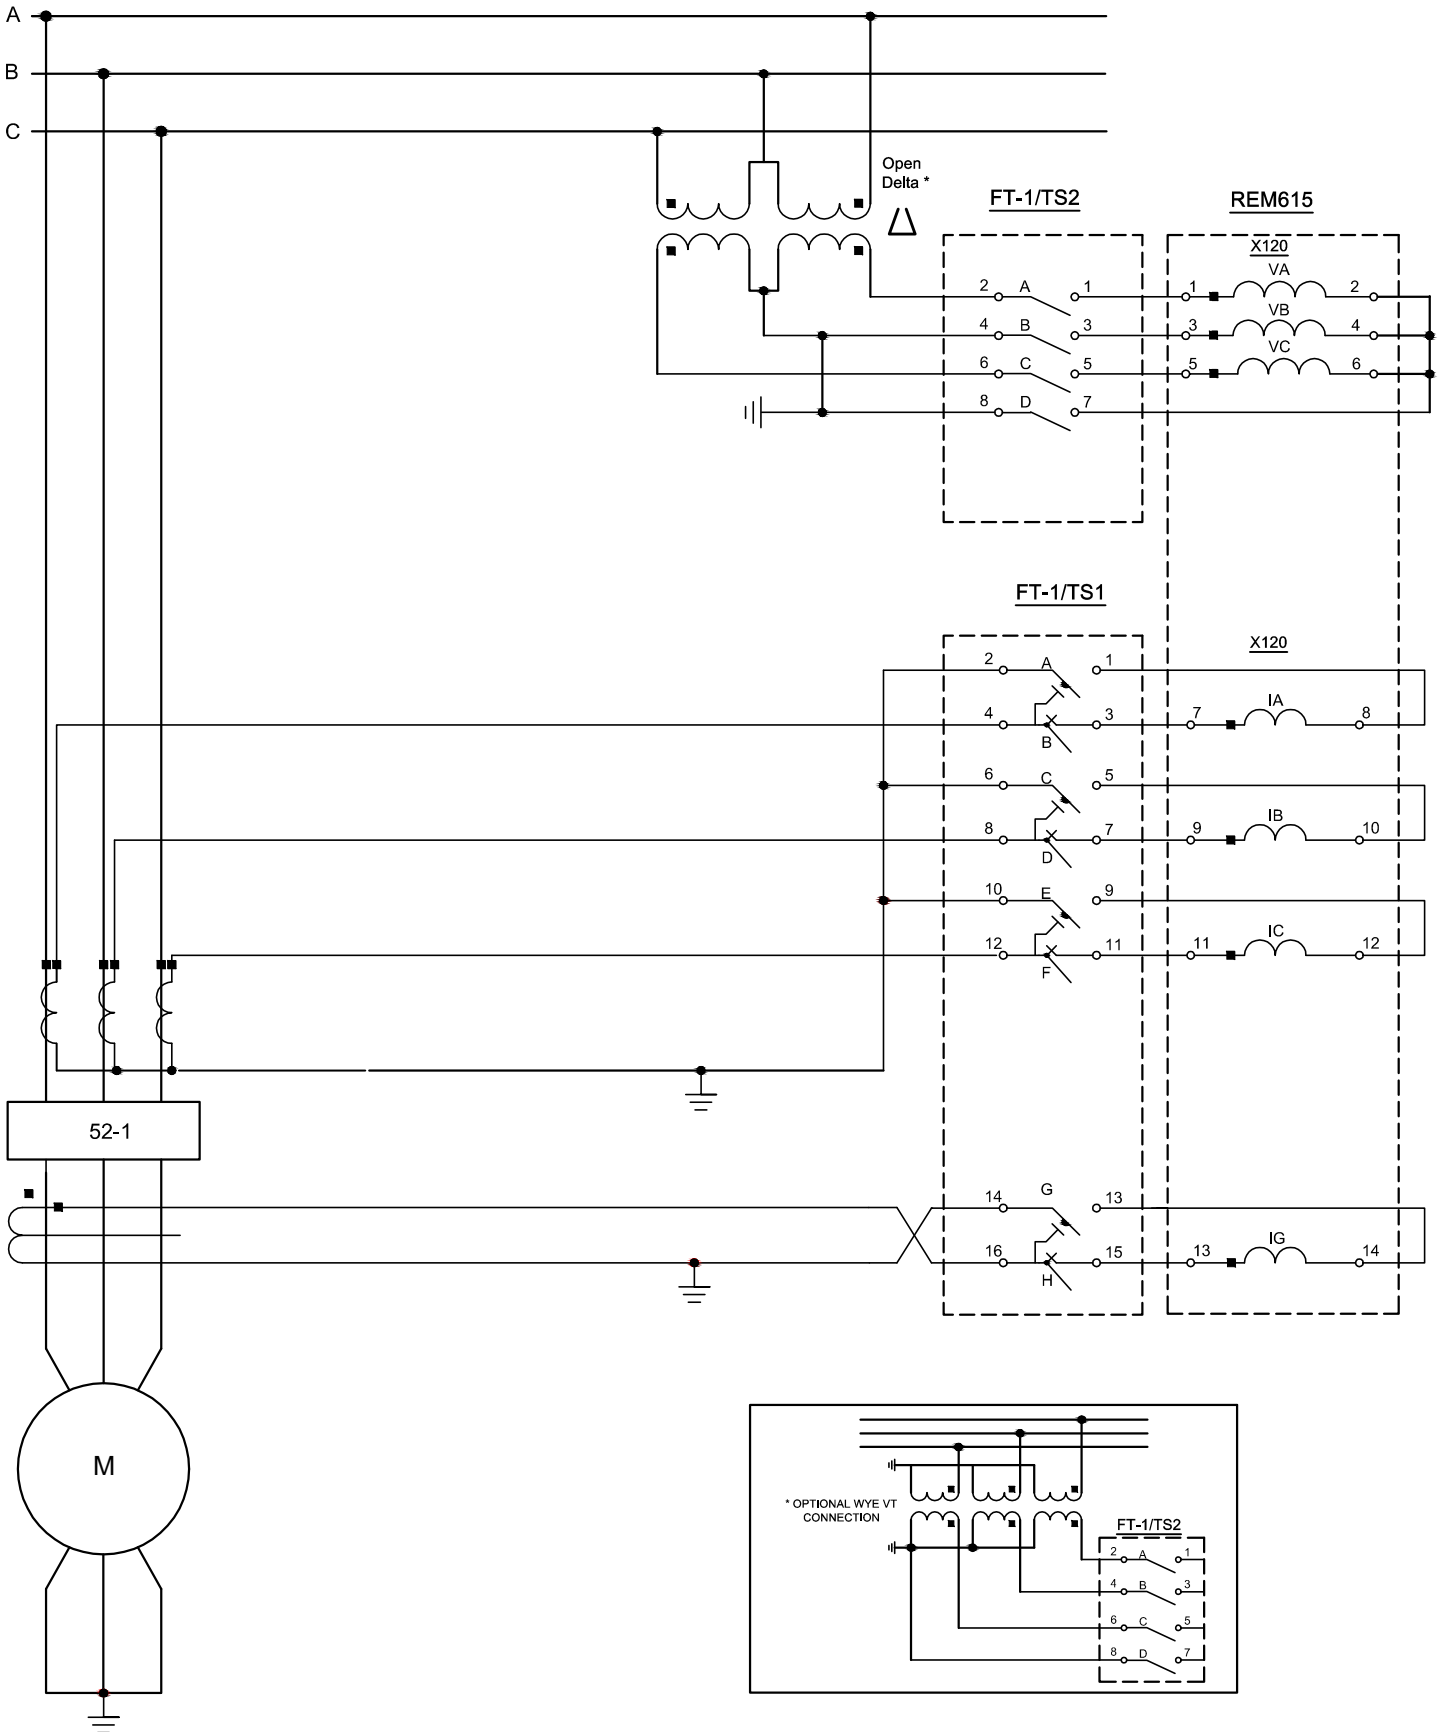 A
B
C
Open
Delta *
FT-1/TS2
REM615
X120
VA
2 A 1 1 2
VB
4 B 3 3 4
VC
6 C 5 5 6
8 D 7
FT-1/TS1
X120
2 A 1
IA
4 3 7 8
B
6 C 5
IB
8 7 9 10
D
10 E 9
IC
12 11 11 12
F
52-1
14 G 13
IG
16 15 13 14
H
M
* OPTIONAL WYE VT
CONNECTION
FT-1/TS2
2 A 1
4 B 3
6 C 5
8 D 7